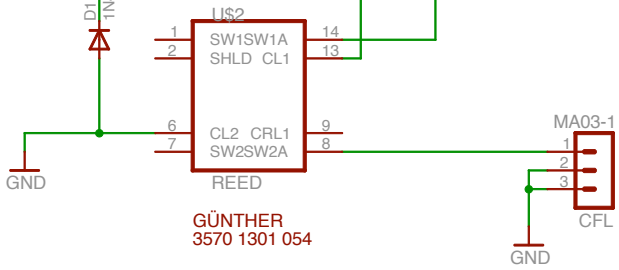 D1
1N
U$2
1 SW1SW1A 14
2 SHLD CL1 13
6 CL2 CRL1 9
7 SW2SW2A 8
REED
GÜNTHER
3570 1301 054
GND
MA03-1
1
2
3
CFL
GND